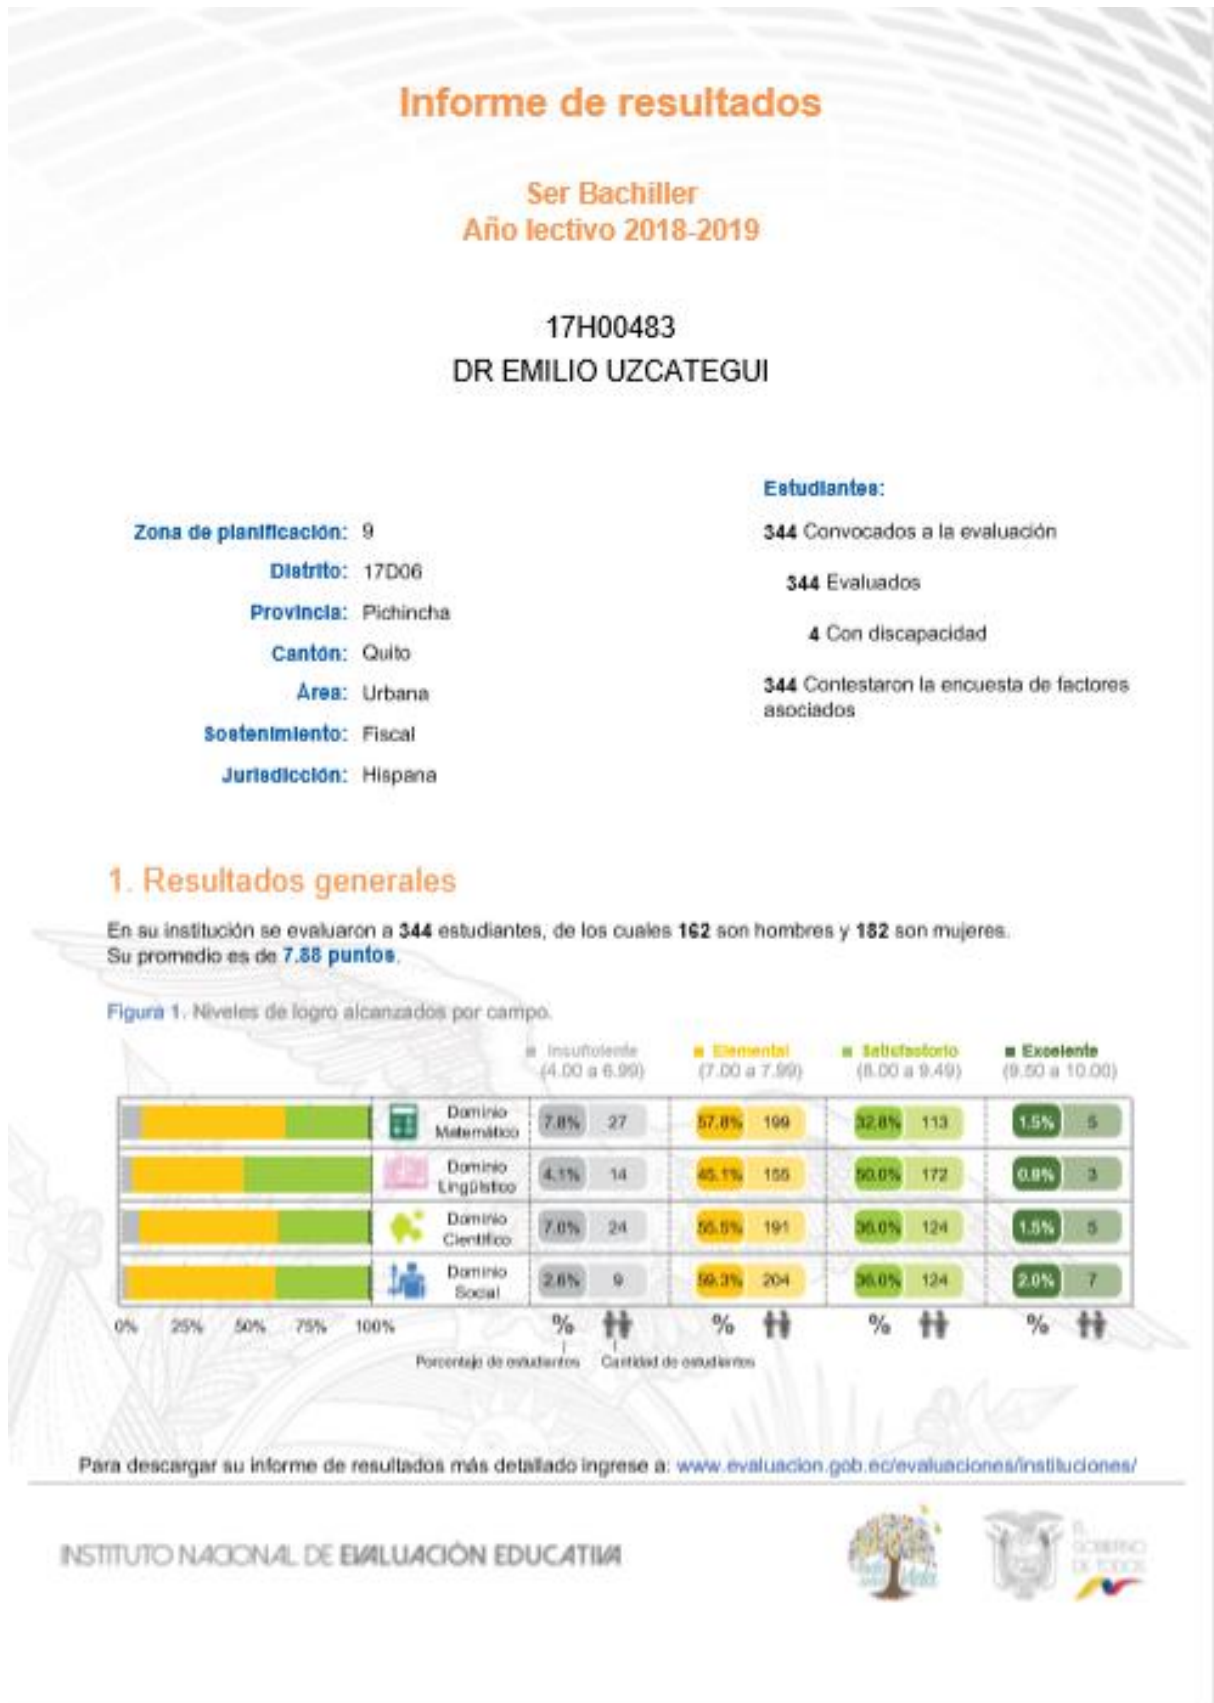 Informe de resultados
Ser Bachiller
Año lectivo 2018-2019
17H00483
DR EMILIO UZCATEGUI
Zona de planificación: 9
Distrito: 17D06
Provincia: Pichincha
Cantón: Quito
Área: Urbana
Sostenimiento: Fiscal
Jurisdicción: Hispana
Estudiantes:
344 Convocados a la evaluación
344 Evaluados
4 Con discapacidad
344 Contestaron la encuesta de factores
asociados
1. Resultados generales
En su institución se evaluaron a 344 estudiantes, de los cuales 162 son hombres y 182 son mujeres.
Su promedio es de 7.88 puntos.
Figura 1. Niveles de logro alcanzados por campo.
Insuficiente Elemental Satisfactorio Excelente
(4.00 a 6.99) (7.00 a 7.99) (8.00 a 9.49) (9.50 a 10.00)
Dominio
Matemático 7.8% 27 57.8% 199 32.8% 113 1.5% 5
Dominio
Lingüístico 4.1% 14 45.1% 155 50.0% 172 0.8% 3
Dominio
Científico 7.0% 24 55.5% 191 36.0% 124 1.5% 5
Dominio
Social 2.6% 9 59.3% 204 36.0% 124 2.0% 7
0% 25% 50% 75% 100% % % % %
Porcentaje de estudiantes Cantidad de estudiantes
Para descargar su informe de resultados más detallado ingrese a: www.evaluacion.gob.ec/evaluaciones/instituciones/
INSTITUTO NACIONAL DE EVALUACIÓN EDUCATIVA
EL
GOBIERNO
DE TODOS